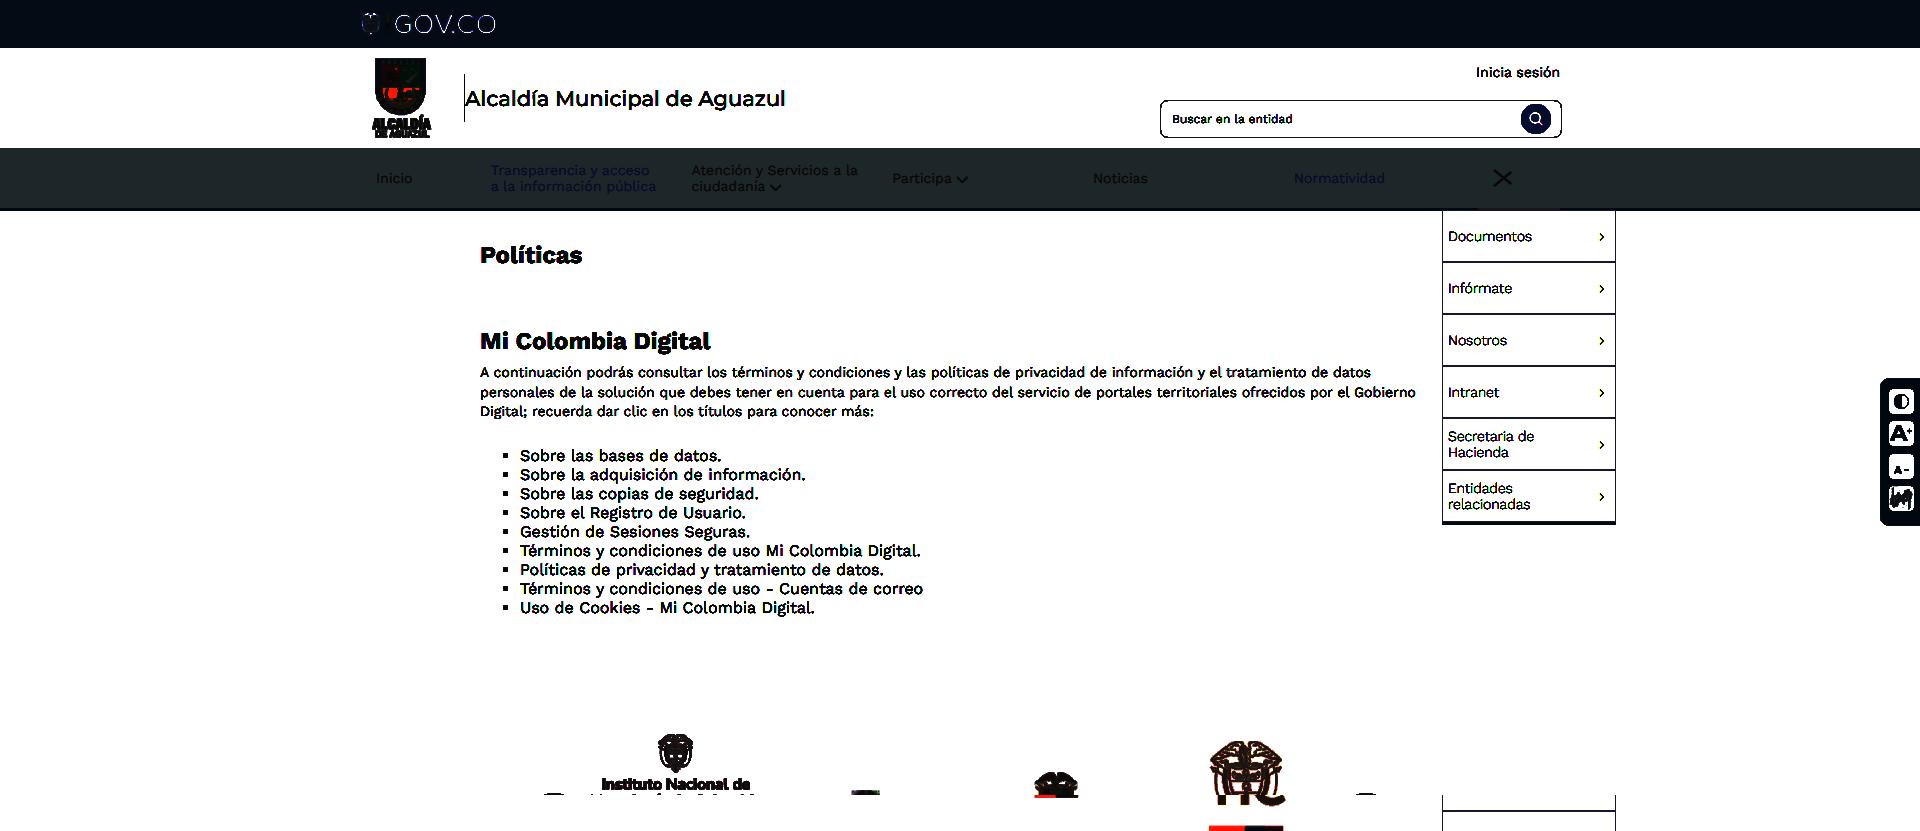 GOV.CO
Inicia sesión
ALCALDÍA
DE AGUAZUL
Alcaldía Municipal de Aguazul
Buscar en la entidad
Inicio
Transparencia y acceso
a la información pública
Atención y Servicios a la
ciudadanía
Participa
Noticias
Normatividad
Documentos
Infórmate
Nosotros
Intranet
Secretaria de
Hacienda
Entidades
relacionadas
Políticas
Mi Colombia Digital
A continuación podrás consultar los términos y condiciones y las políticas de privacidad de información y el tratamiento de datos
personales de la solución que debes tener en cuenta para el uso correcto del servicio de portales territoriales ofrecidos por el Gobierno
Digital; recuerda dar clic en los títulos para conocer más:
Sobre las bases de datos.
Sobre la adquisición de información.
Sobre las copias de seguridad.
Sobre el Registro de Usuario.
Gestión de Sesiones Seguras.
Términos y condiciones de uso Mi Colombia Digital.
Políticas de privacidad y tratamiento de datos.
Términos y condiciones de uso - Cuentas de correo
Uso de Cookies - Mi Colombia Digital.
A+
A-
Instituto Nacional de